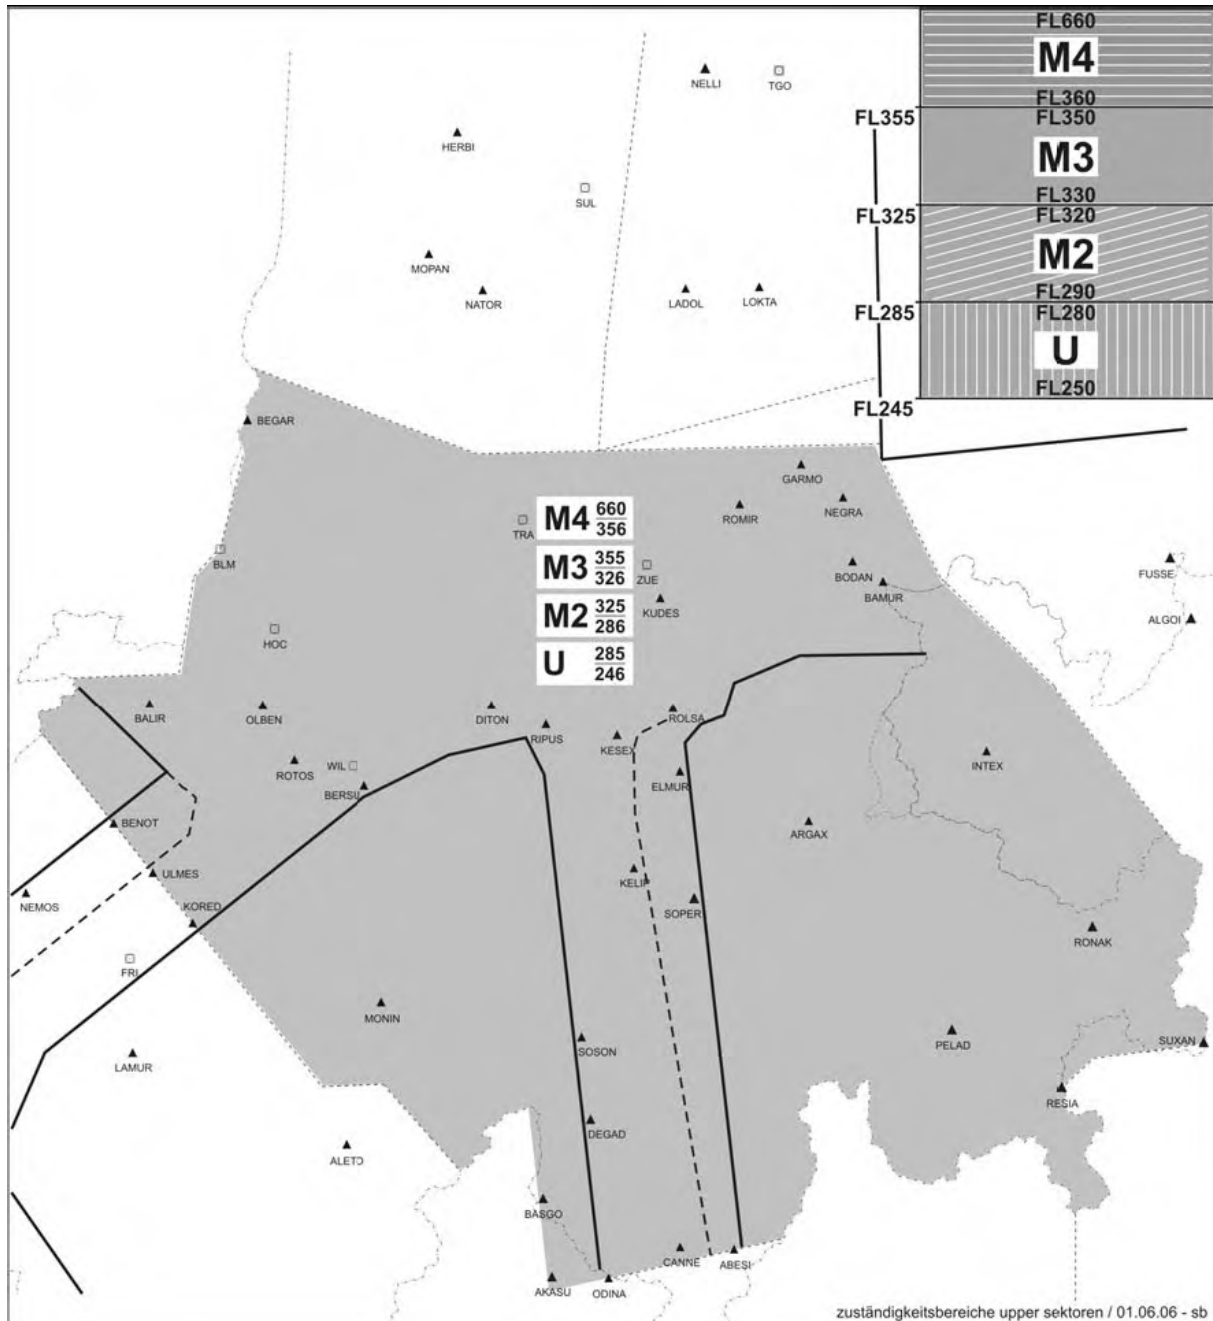 FL660
M4
FL360
FL355
FL350
M3
FL330
FL325
FL320
M2
FL290
FL285
FL280
U
FL250
FL245
NELLI
TGO
HERBI
SUL
MOPAN
NATOR
LADOL
LOKTA
BEGAR
GARMO
NEGRA
ROMIR
TRA
M4 660 356
M3 355 326
M2 325 286
U 285 246
BLM
ZUE
KUDES
BODAN
BAMUR
FUSSE
ALGOI
HOC
BALIR
OLBEN
DITON
RIPUS
ROLSA
KESEX
ROTOS
WIL
BERSU
ELMUR
INTEX
BENOT
ARGAX
ULMES
KELIP
NEMOS
KORED
SOPER
RONAK
FRI
MONIN
SOSON
PELAD
SUXAN
LAMUR
RESIA
DEGAD
ALETO
BASGO
CANNE
ABESI
AKASU
ODINA
zuständigkeitsbereiche upper sektoren / 01.06.06 - sb